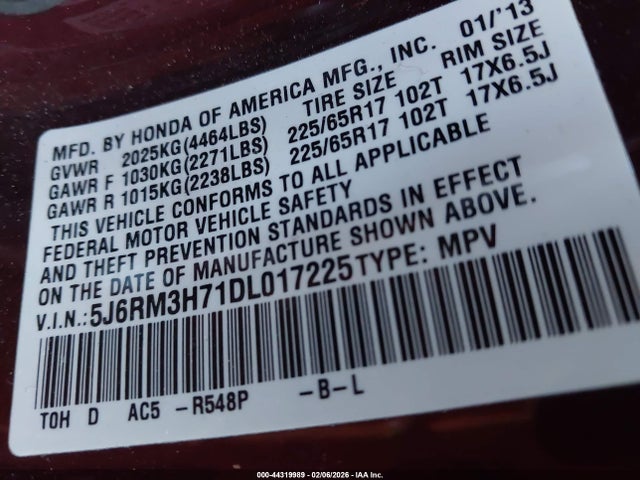 MFD. BY HONDA OF AMERICA MFG., INC. 01/'13
GVWR 2025KG(4464LBS) TIRE SIZE RIM SIZE
GAWR F 1030KG(2271LBS) 225/65R17 102T 17X6.5J
GAWR R 1015KG(2238LBS) 225/65R17 102T 17X6.5J
THIS VEHICLE CONFORMS TO ALL APPLICABLE
FEDERAL MOTOR VEHICLE SAFETY
AND THEFT PREVENTION STANDARDS IN EFFECT
ON THE DATE OF MANUFACTURE SHOWN ABOVE.
V.I.N.: 5J6RM3H71DL017225 TYPE: MPV
TOH D AC5 -R548P -B-L
000-44319989 - 02/06/2026 - IAA Inc.